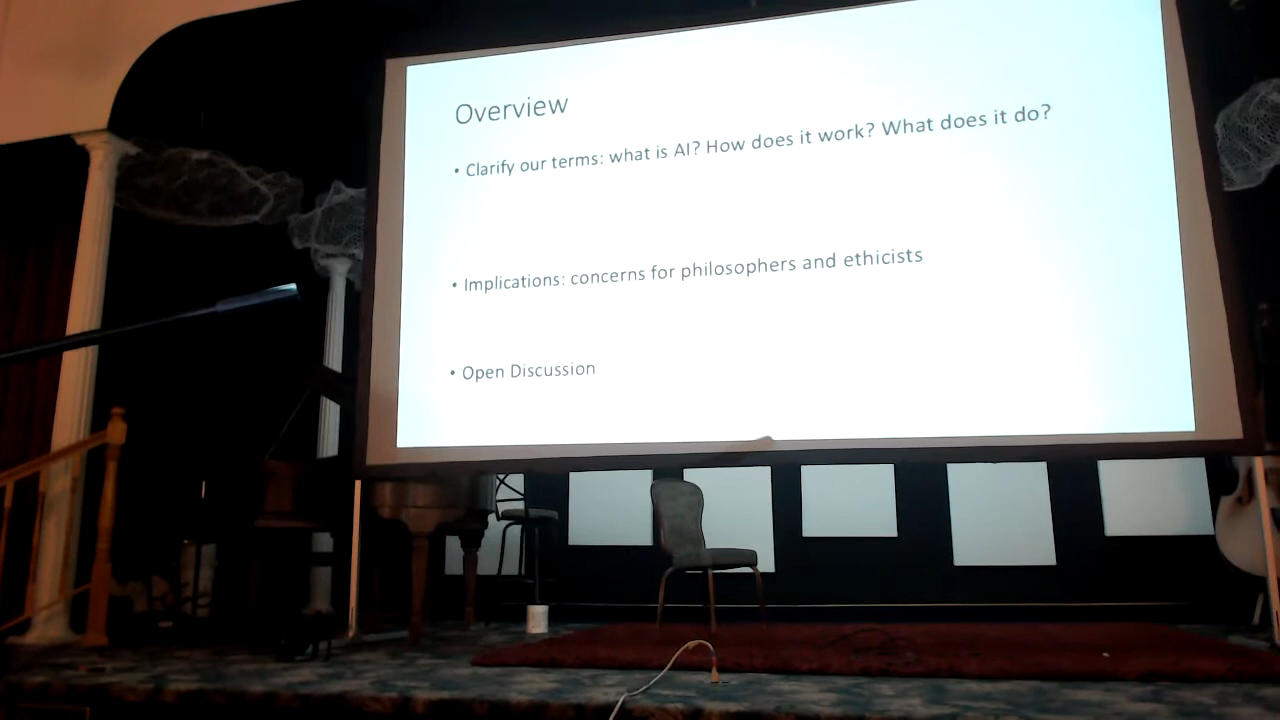 Overview
• Clarify our terms: what is AI? How does it work? What does it do?
• Implications: concerns for philosophers and ethicists
• Open Discussion